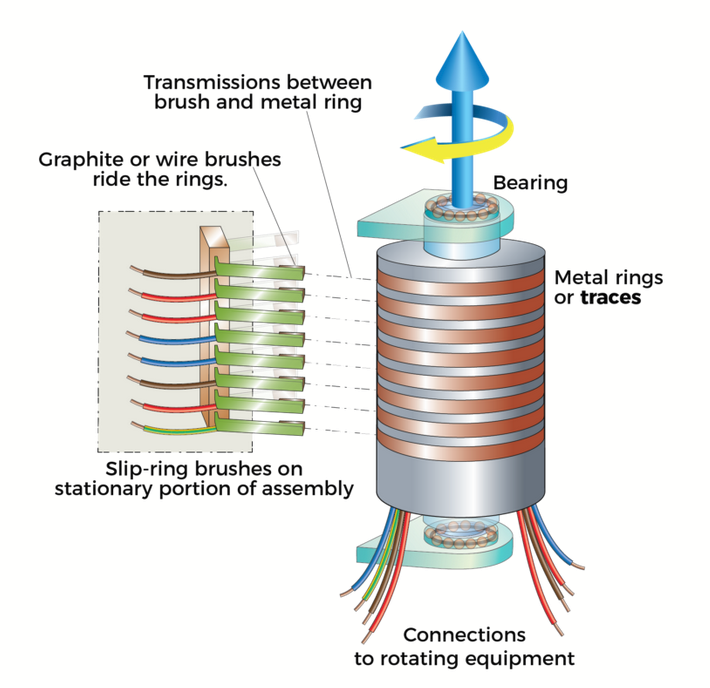 Transmissions between
brush and metal ring
Graphite or wire brushes
ride the rings.
Bearing
Metal rings
or traces
Slip-ring brushes on
stationary portion of assembly
Connections
to rotating equipment